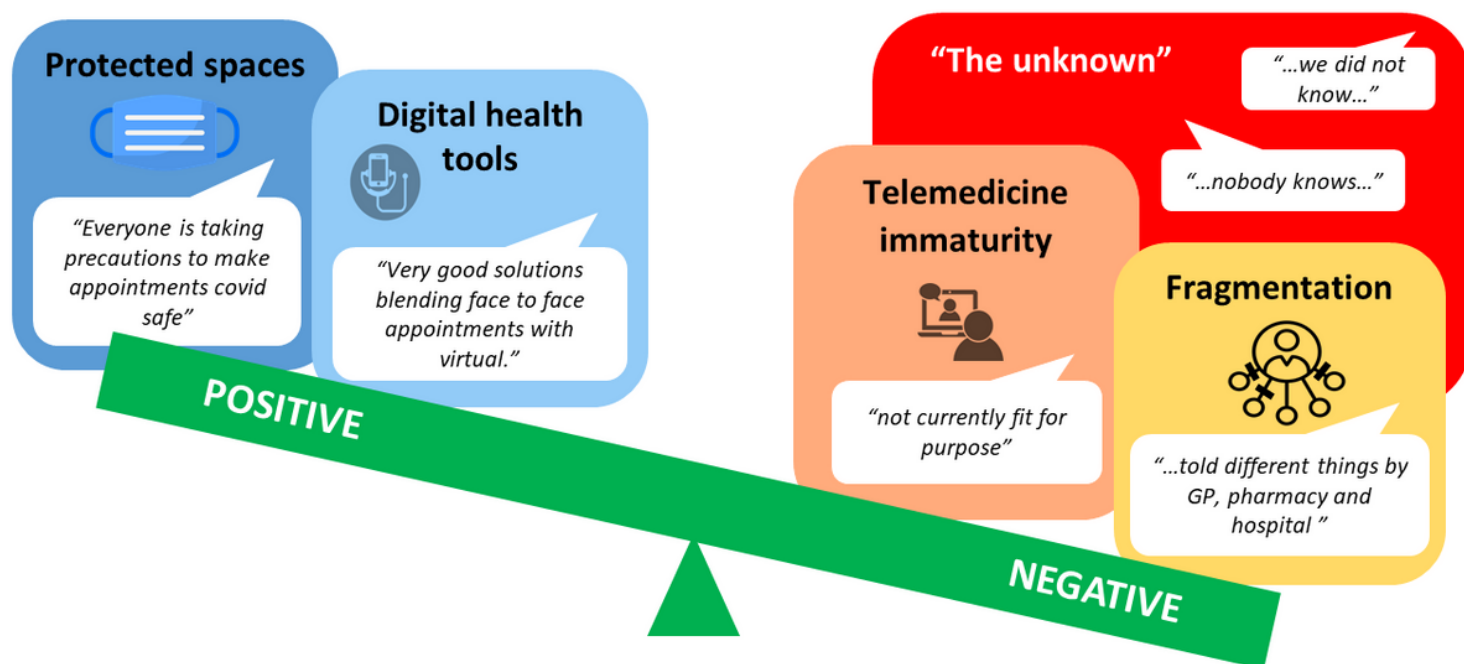 Protected spaces
“Everyone is taking
precautions to make
appointments covid
safe”
Digital health
tools
“Very good solutions
blending face to face
appointments with
virtual.”
POSITIVE
“The unknown”
“...we did not
know...”
“...nobody knows...”
Telemedicine
immaturity
“not currently fit for
purpose”
Fragmentation
“...told different things by
GP, pharmacy and
hospital ”
NEGATIVE